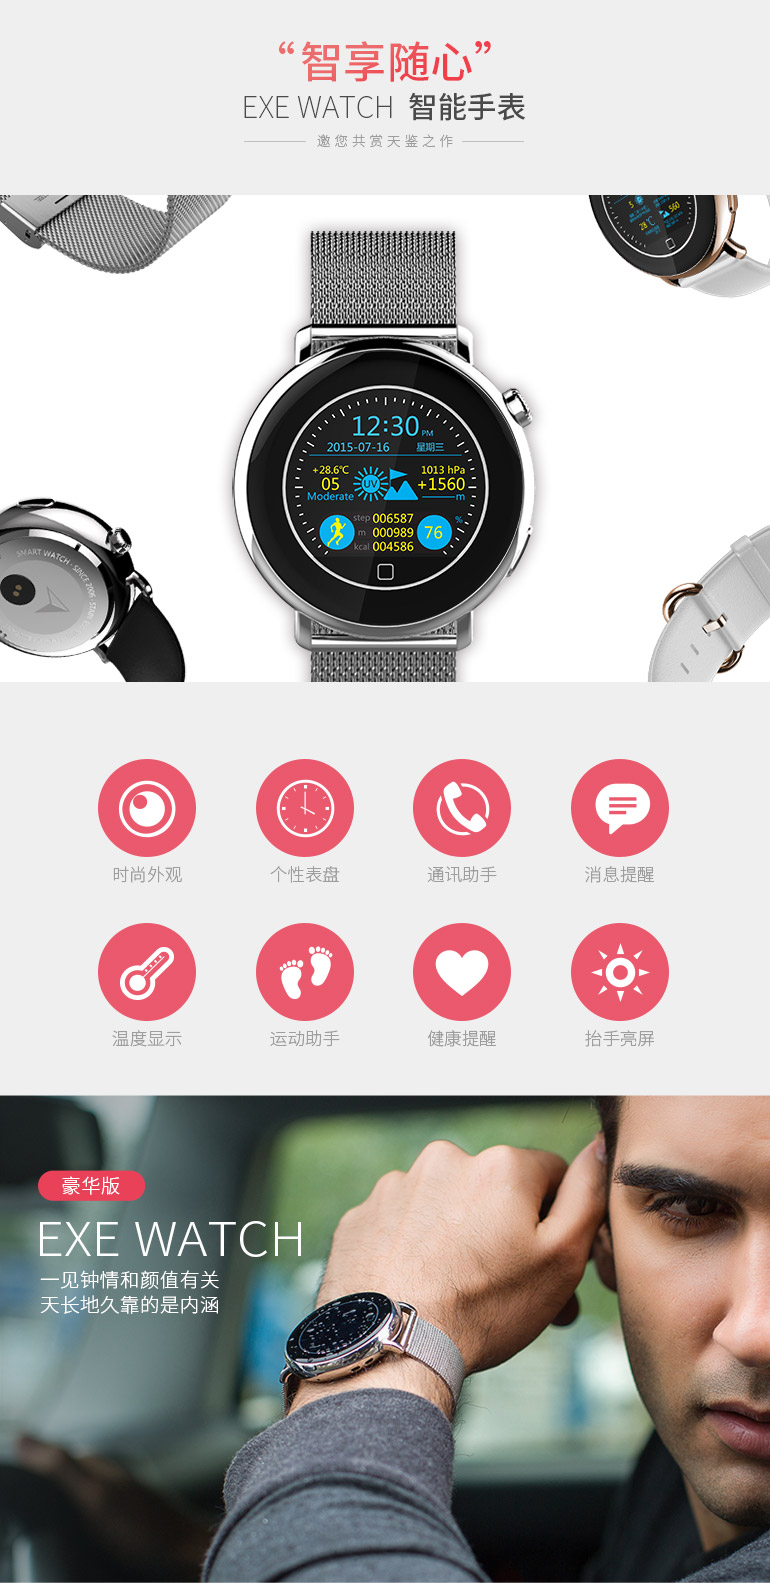 “智享随心”
EXE WATCH 智能手表
邀您共赏天鉴之作
12:30 PM
2015-07-16 星期三
+28.6℃
05
Moderate
UV
1013 hPa
+1560
m
step 006587
m 000989
kcal 004586
76 %
5
560
28℃
SMART WATCH · SINCE 2006 ·
时尚外观 个性表盘 通讯助手 消息提醒
温度显示 运动助手 健康提醒 抬手亮屏
豪华版
EXE WATCH
一见钟情和颜值有关
天长地久靠的是内涵